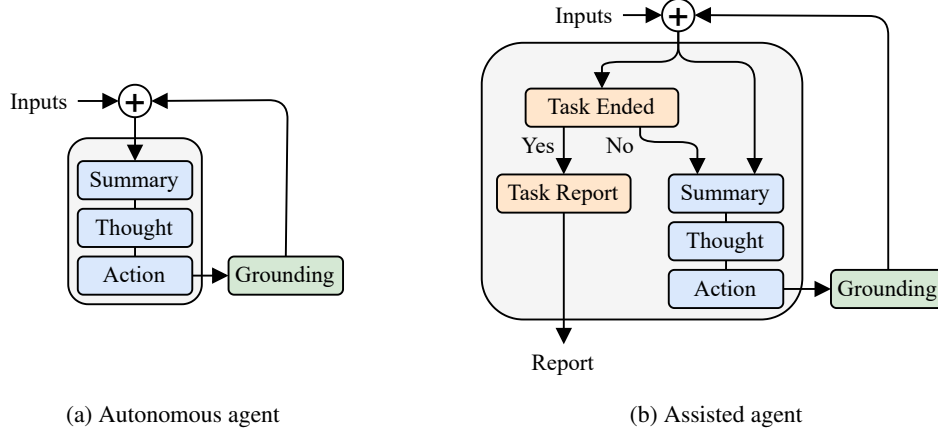 Inputs
+
Summary
Thought
Action
Grounding
(a) Autonomous agent
Inputs
+
Task Ended
Yes
No
Task Report
Summary
Thought
Action
Grounding
Report
(b) Assisted agent